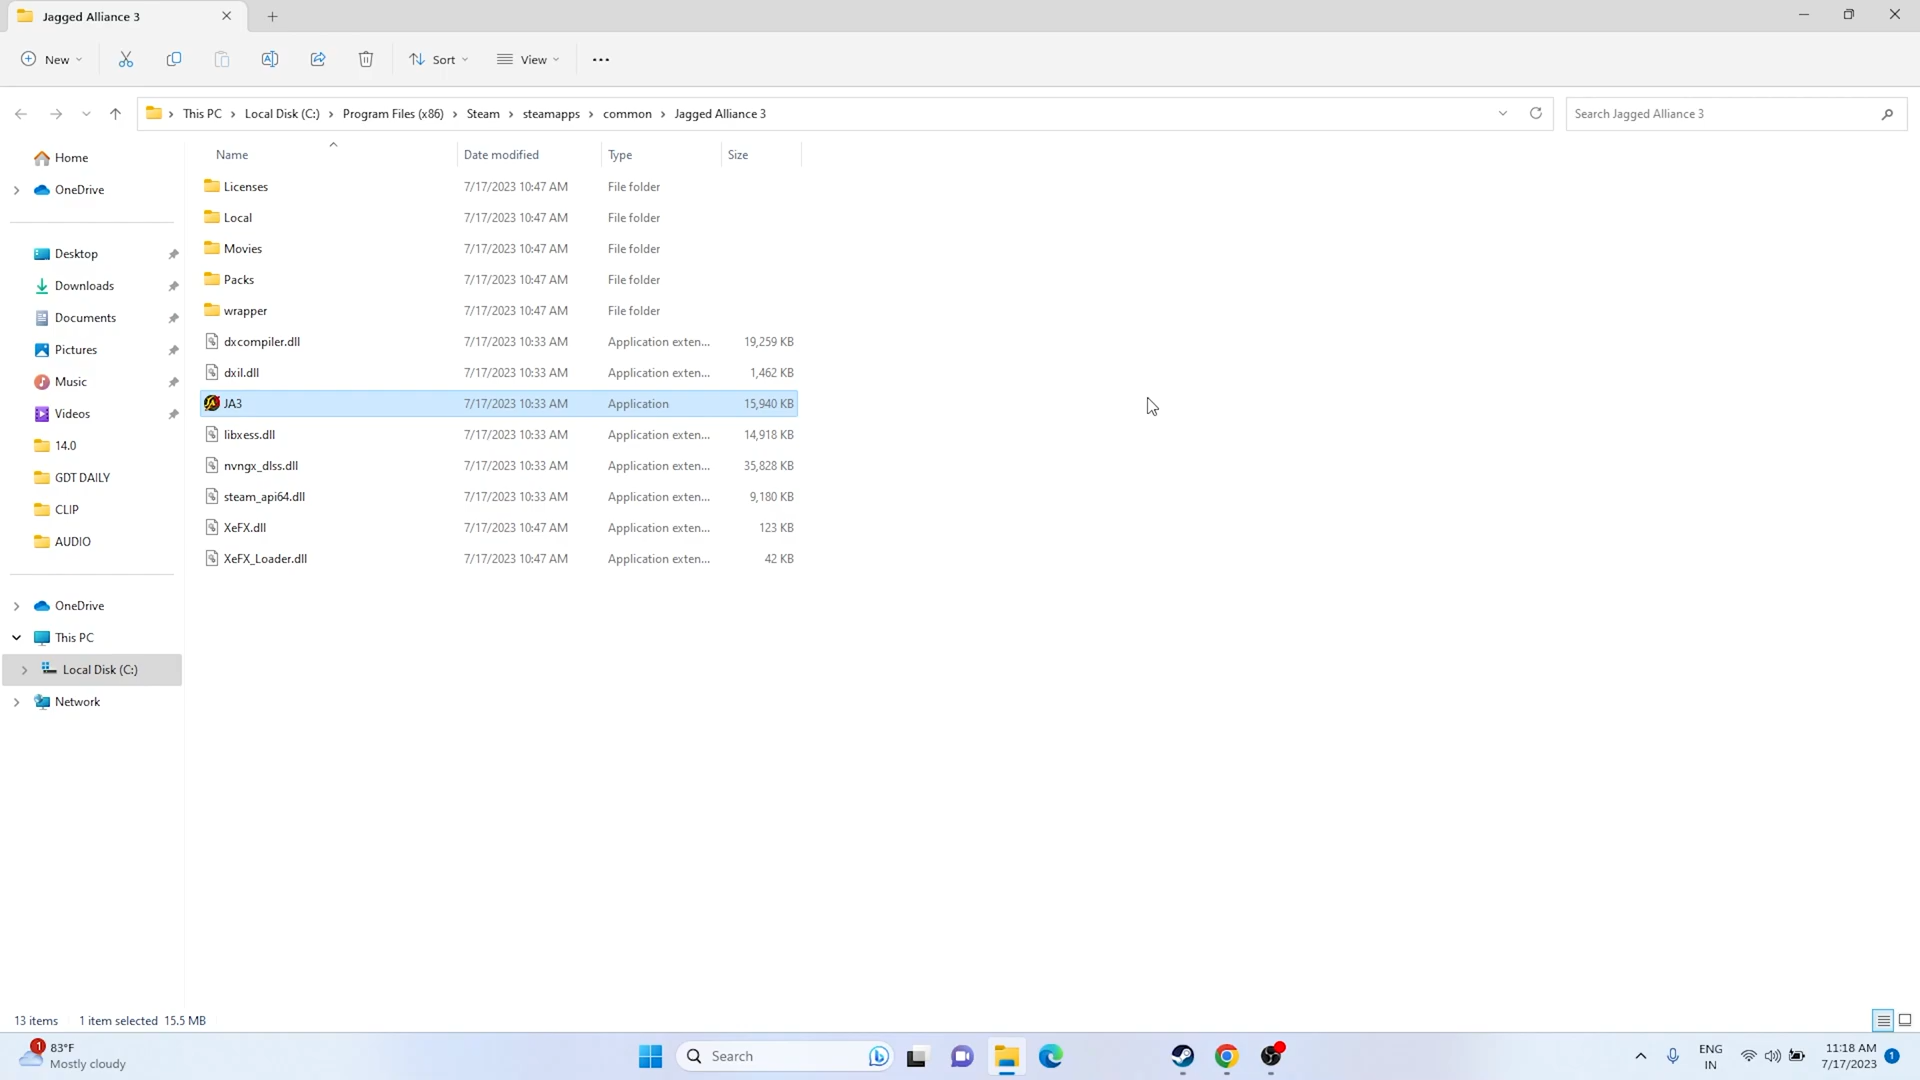 Jagged Alliance 3
New
Sort
View
This PC
Local Disk (C:)
Program Files (x86)
Steam
steamapps
common
Jagged Alliance 3
Search Jagged Alliance 3
Home
OneDrive
Desktop
Downloads
Documents
Pictures
Music
Videos
14.0
GDT DAILY
CLIP
AUDIO
OneDrive
This PC
Local Disk (C:)
Network
Name Date modified Type Size
Licenses 7/17/2023 10:47 AM File folder
Local 7/17/2023 10:47 AM File folder
Movies 7/17/2023 10:47 AM File folder
Packs 7/17/2023 10:47 AM File folder
wrapper 7/17/2023 10:47 AM File folder
dxcompiler.dll 7/17/2023 10:33 AM Application exten... 19,259 KB
dxil.dll 7/17/2023 10:33 AM Application exten... 1,462 KB
JA3 7/17/2023 10:33 AM Application 15,940 KB
libxess.dll 7/17/2023 10:33 AM Application exten... 14,918 KB
nvngx_dlss.dll 7/17/2023 10:33 AM Application exten... 35,828 KB
steam_api64.dll 7/17/2023 10:33 AM Application exten... 9,180 KB
XeFX.dll 7/17/2023 10:47 AM Application exten... 123 KB
XeFX_Loader.dll 7/17/2023 10:47 AM Application exten... 42 KB
13 items 1 item selected 15.5 MB
1
83°F
Mostly cloudy
Search
ENG
IN
11:18 AM
7/17/2023
1